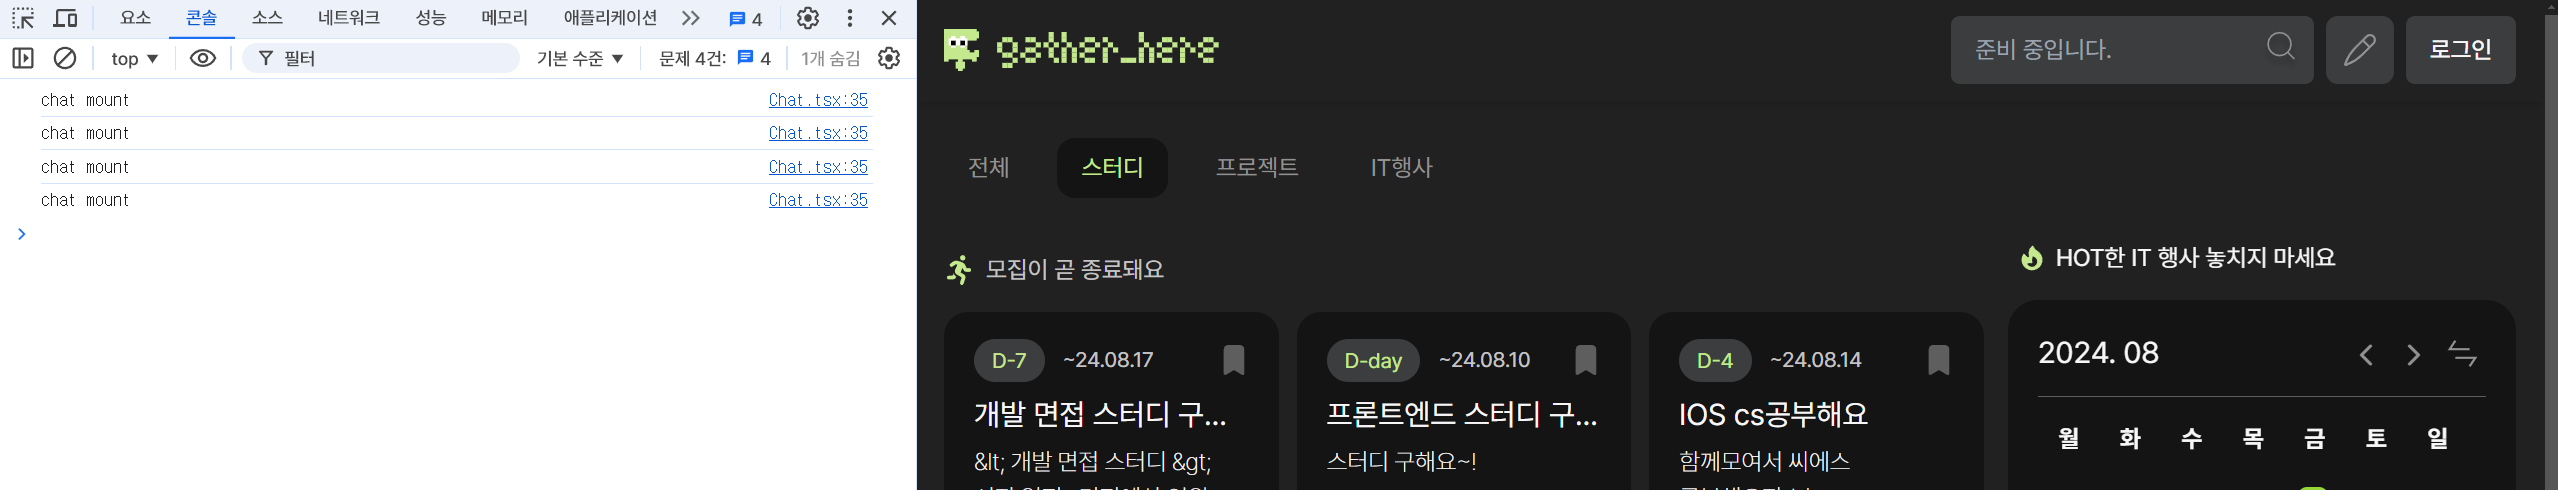 요소 콘솔 소스 네트워크 성능 메모리 애플리케이션 4
top 필터 기본 수준 문제 4건: 4 1개 숨김
chat mount Chat.tsx:35
chat mount Chat.tsx:35
chat mount Chat.tsx:35
chat mount Chat.tsx:35
gather_here 준비 중입니다. 로그인
전체 스터디 프로젝트 IT행사
모집이 곧 종료돼요
D-7 ~24.08.17
개발 면접 스터디 구...
&lt; 개발 면접 스터디 &gt;
D-day ~24.08.10
프론트엔드 스터디 구...
스터디 구해요~!
D-4 ~24.08.14
IOS cs공부해요
함께모여서 씨에스
HOT한 IT 행사 놓치지 마세요
2024. 08
월 화 수 목 금 토 일